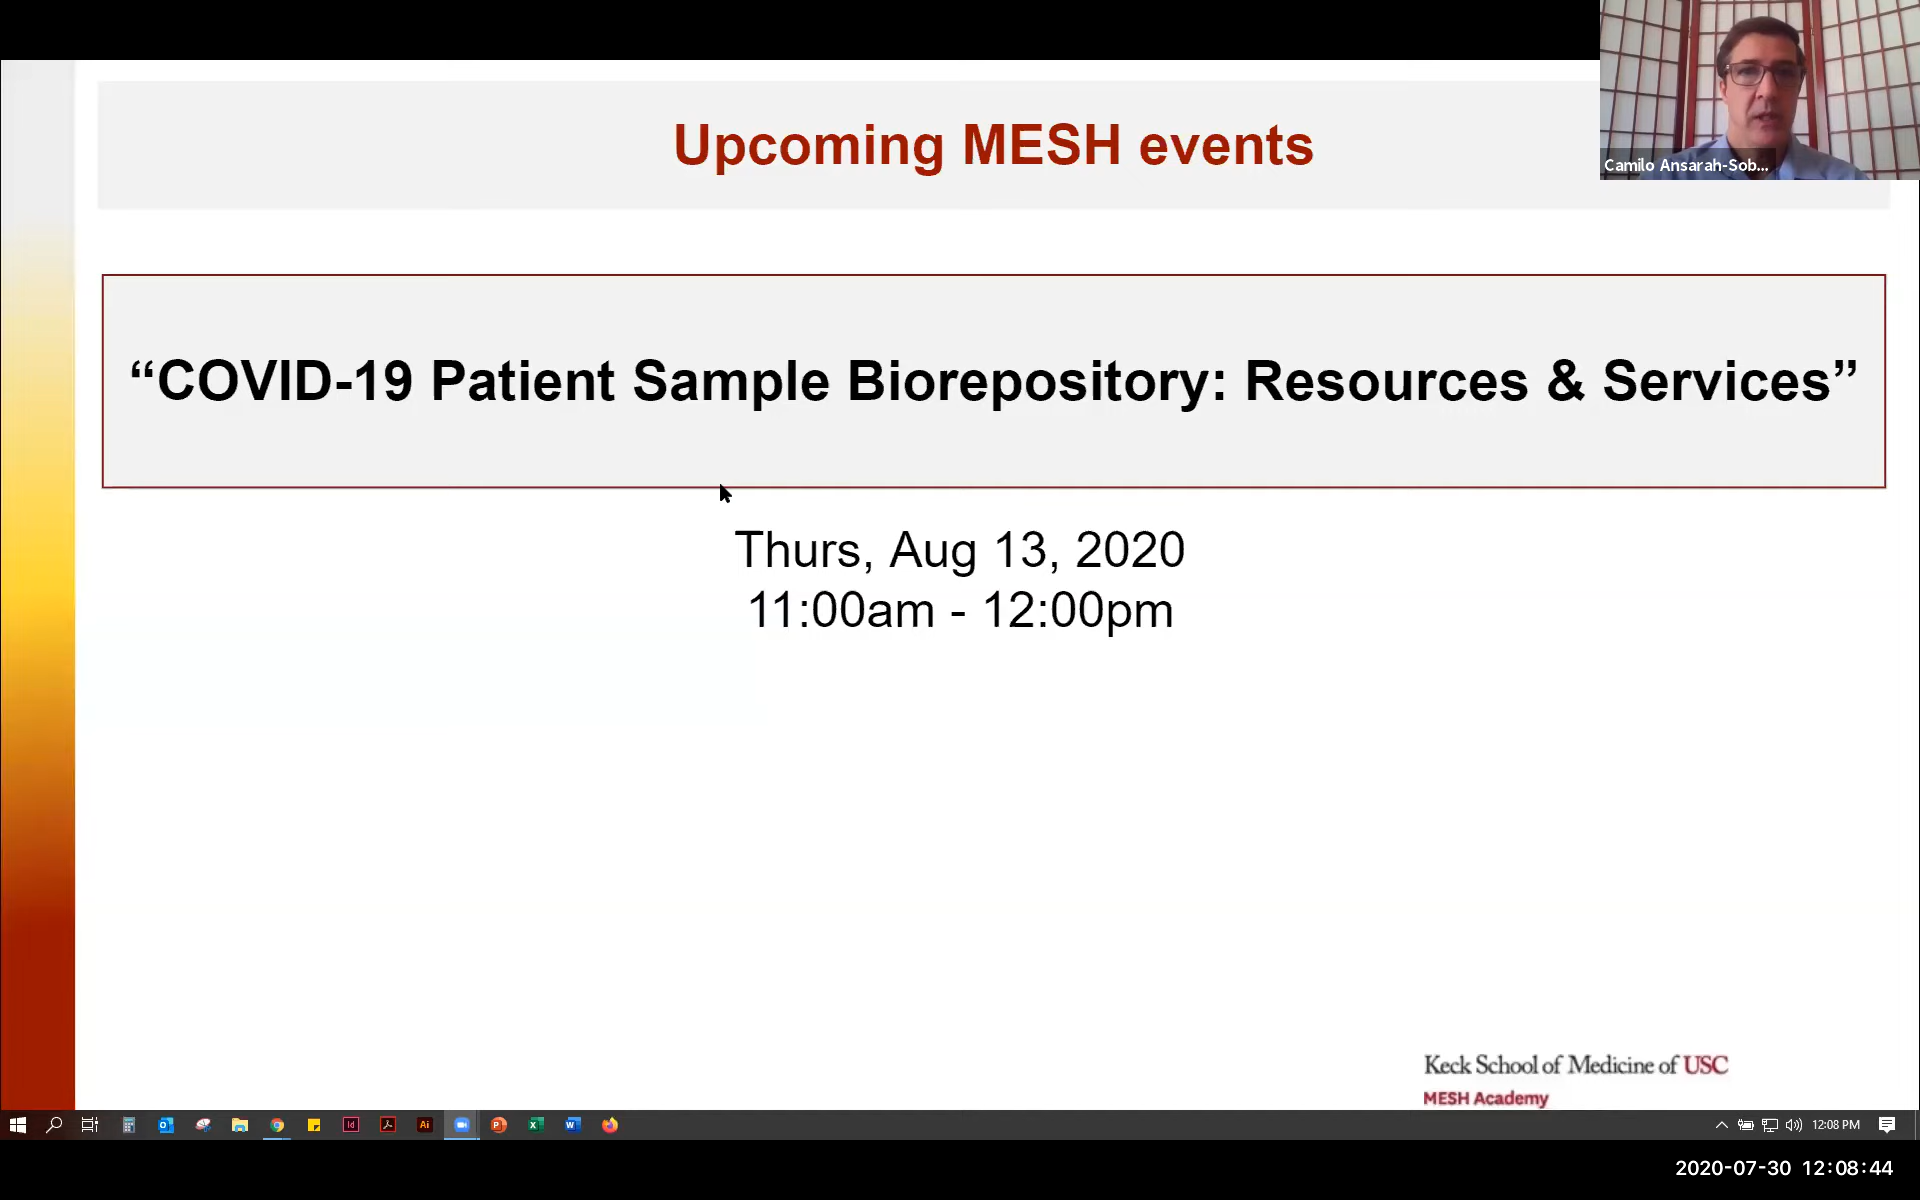 Upcoming MESH events
Camilo Ansarah-Sob...
“COVID-19 Patient Sample Biorepository: Resources & Services”
Thurs, Aug 13, 2020
11:00am - 12:00pm
Keck School of Medicine of USC
MESH Academy
12:08 PM
2020-07-30 12:08:44